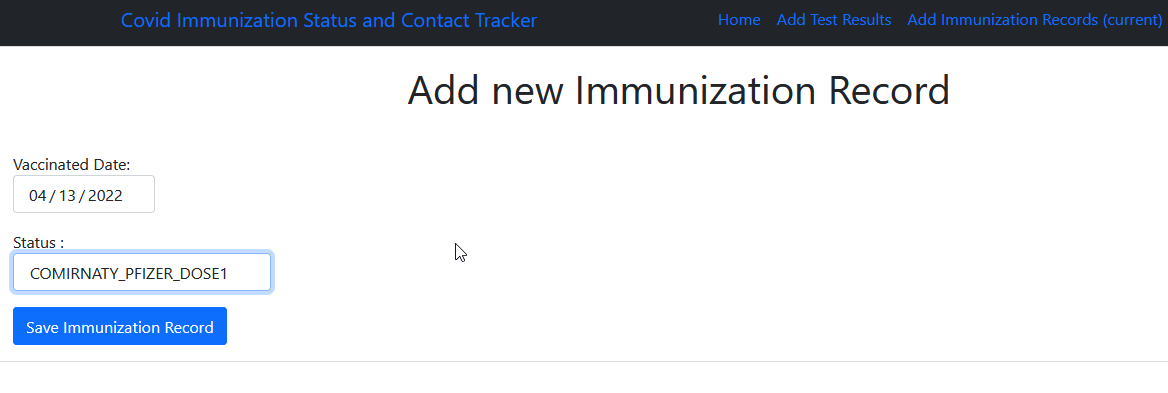 Covid Immunization Status and Contact Tracker Home Add Test Results Add Immunization Records (current)
Add new Immunization Record
Vaccinated Date:
04 / 13 / 2022
Status :
COMIRNATY_PFIZER_DOSE1
Save Immunization Record